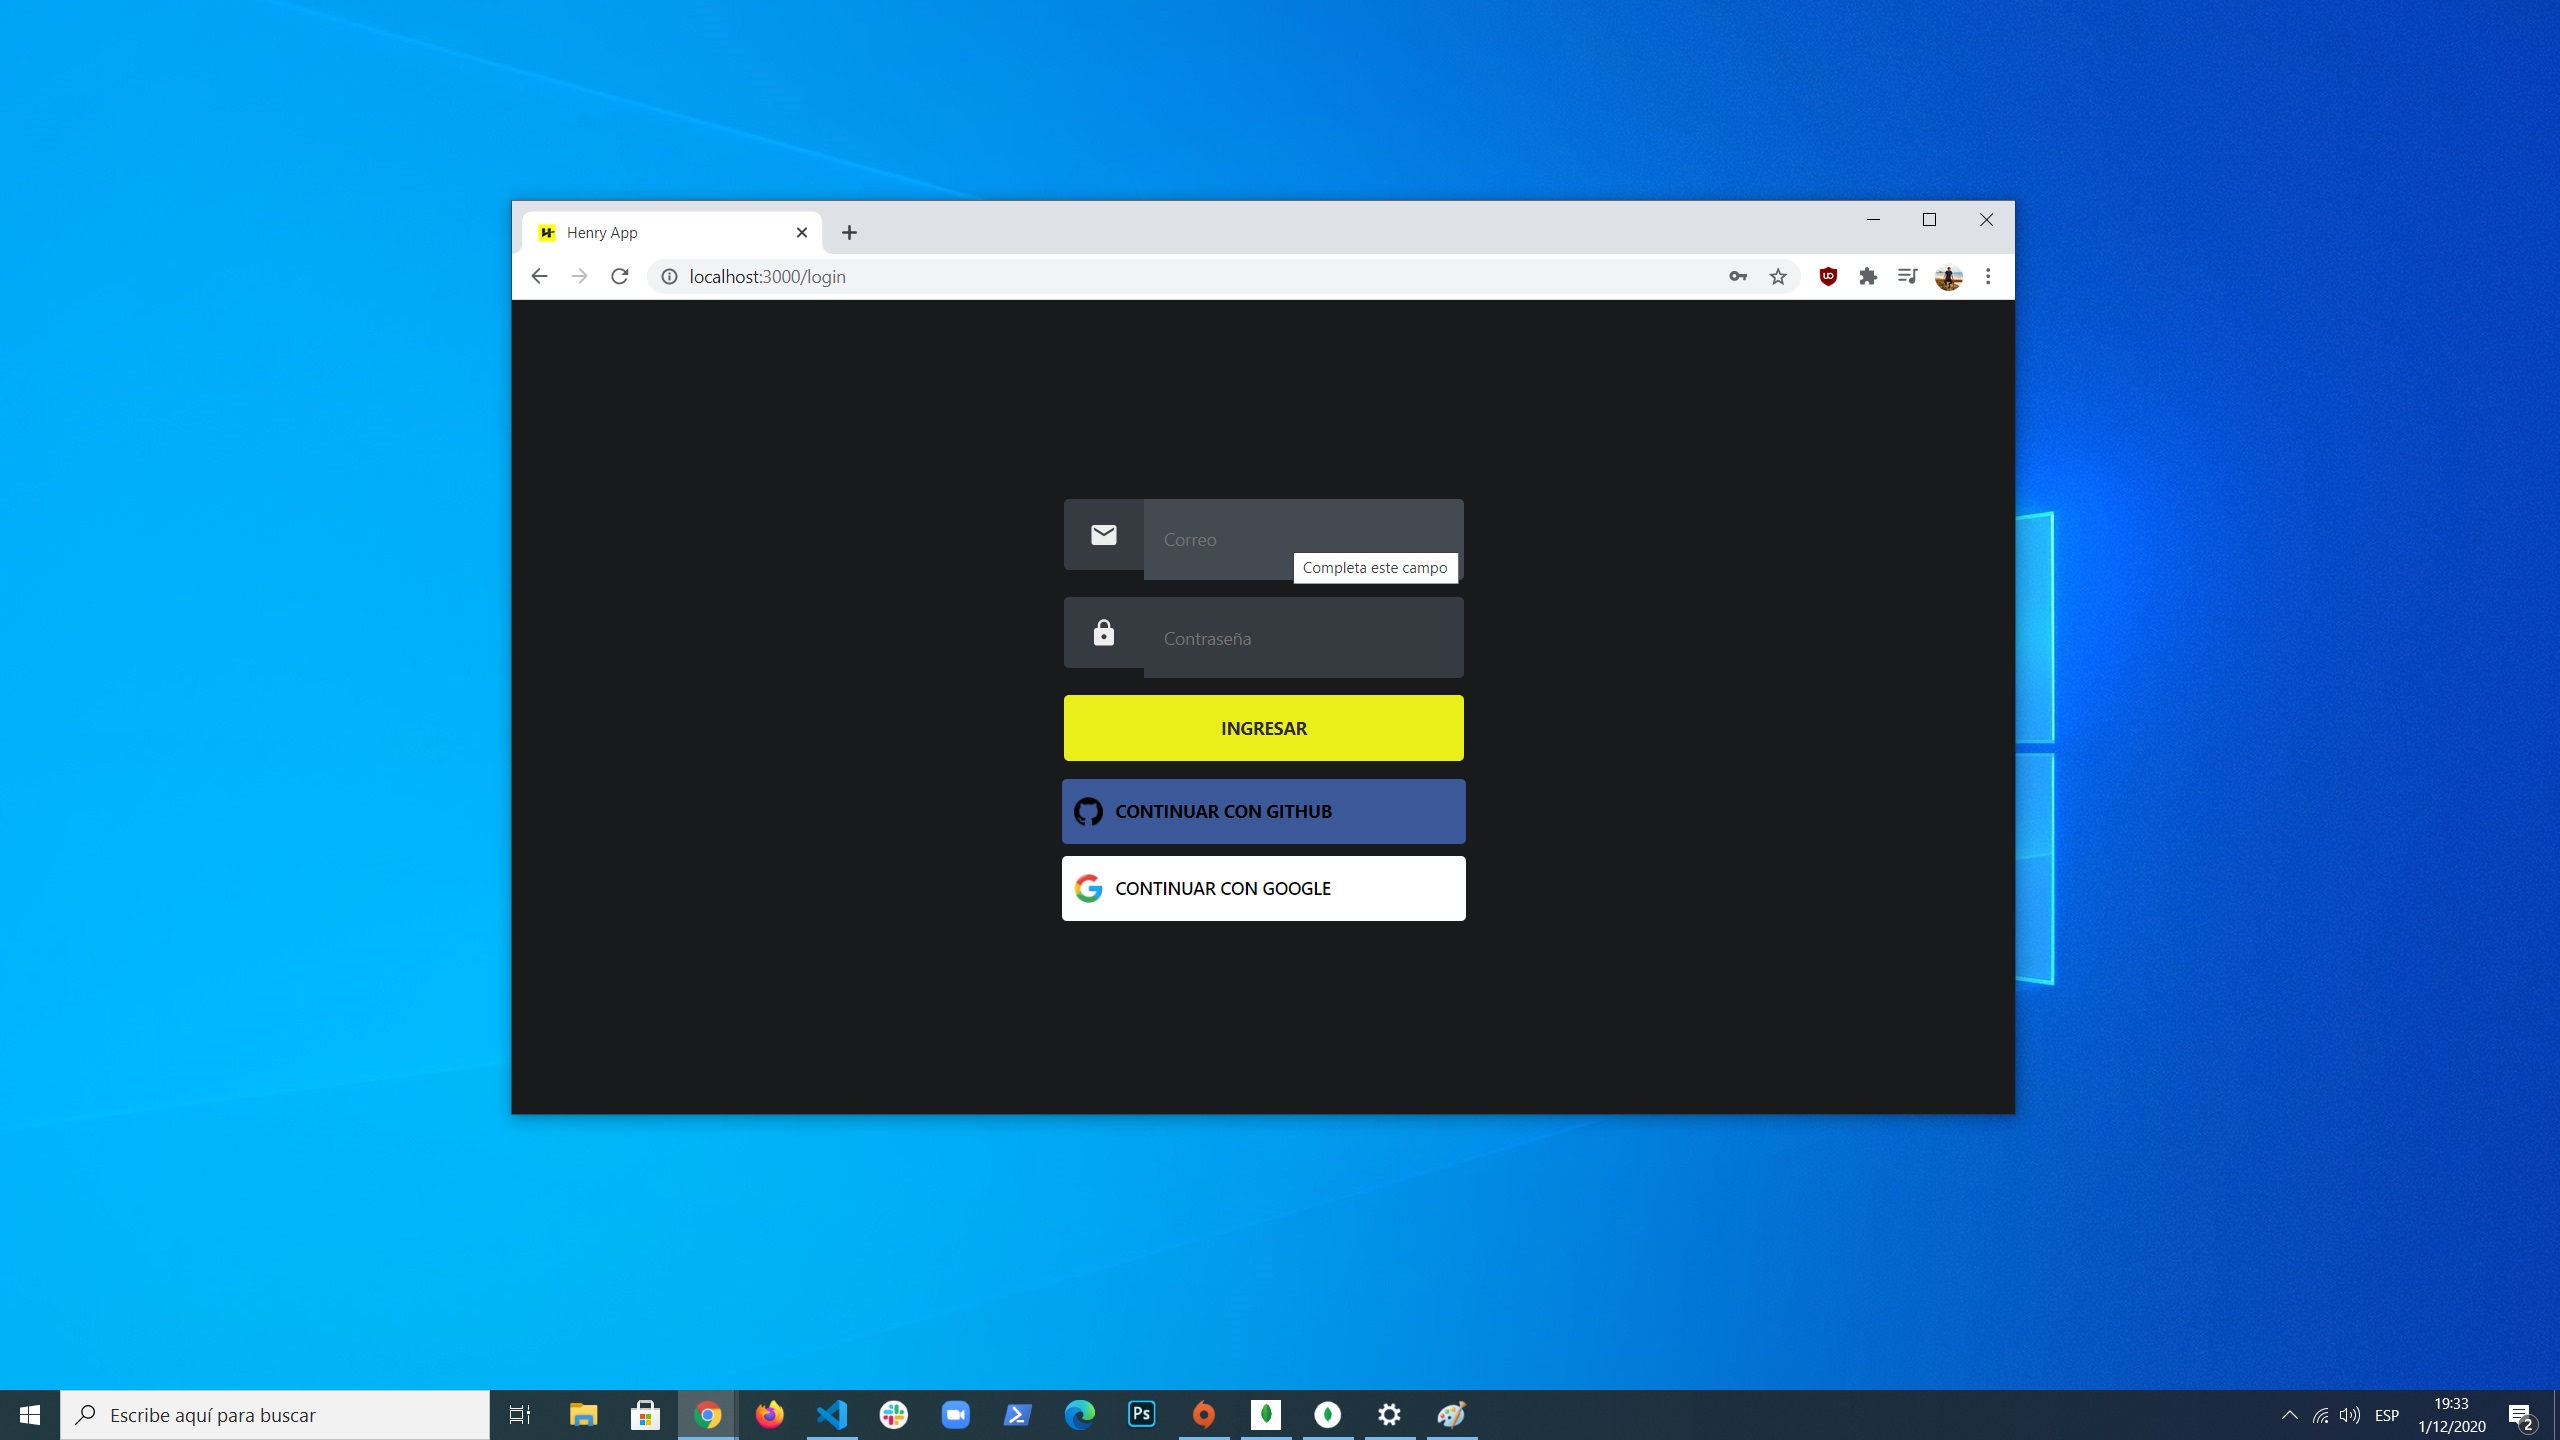 Henry App
localhost:3000/login
Correo
Completa este campo
Contraseña
INGRESAR
CONTINUAR CON GITHUB
CONTINUAR CON GOOGLE
Escribe aquí para buscar
Ps
ESP
19:33
1/12/2020
2